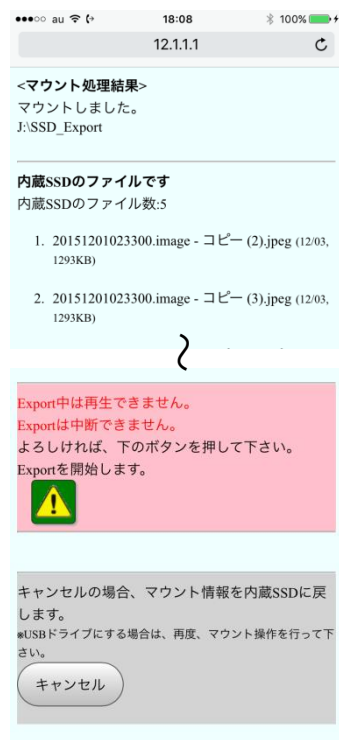 au 18:08 100%
12.1.1.1
<マウント処理結果>
マウントしました。
J:\SSD_Export
内蔵SSDのファイルです
内蔵SSDのファイル数:5
1. 20151201023300.image - コピー (2).jpeg (12/03,
1293KB)
2. 20151201023300.image - コピー (3).jpeg (12/03,
1293KB)
Export中は再生できません。
Exportは中断できません。
よろしければ、下のボタンを押して下さい。
Exportを開始します。
キャンセルの場合、マウント情報を内蔵SSDに戻
します。
※USBドライブにする場合は、再度、マウント操作を行って下
さい。
キャンセル